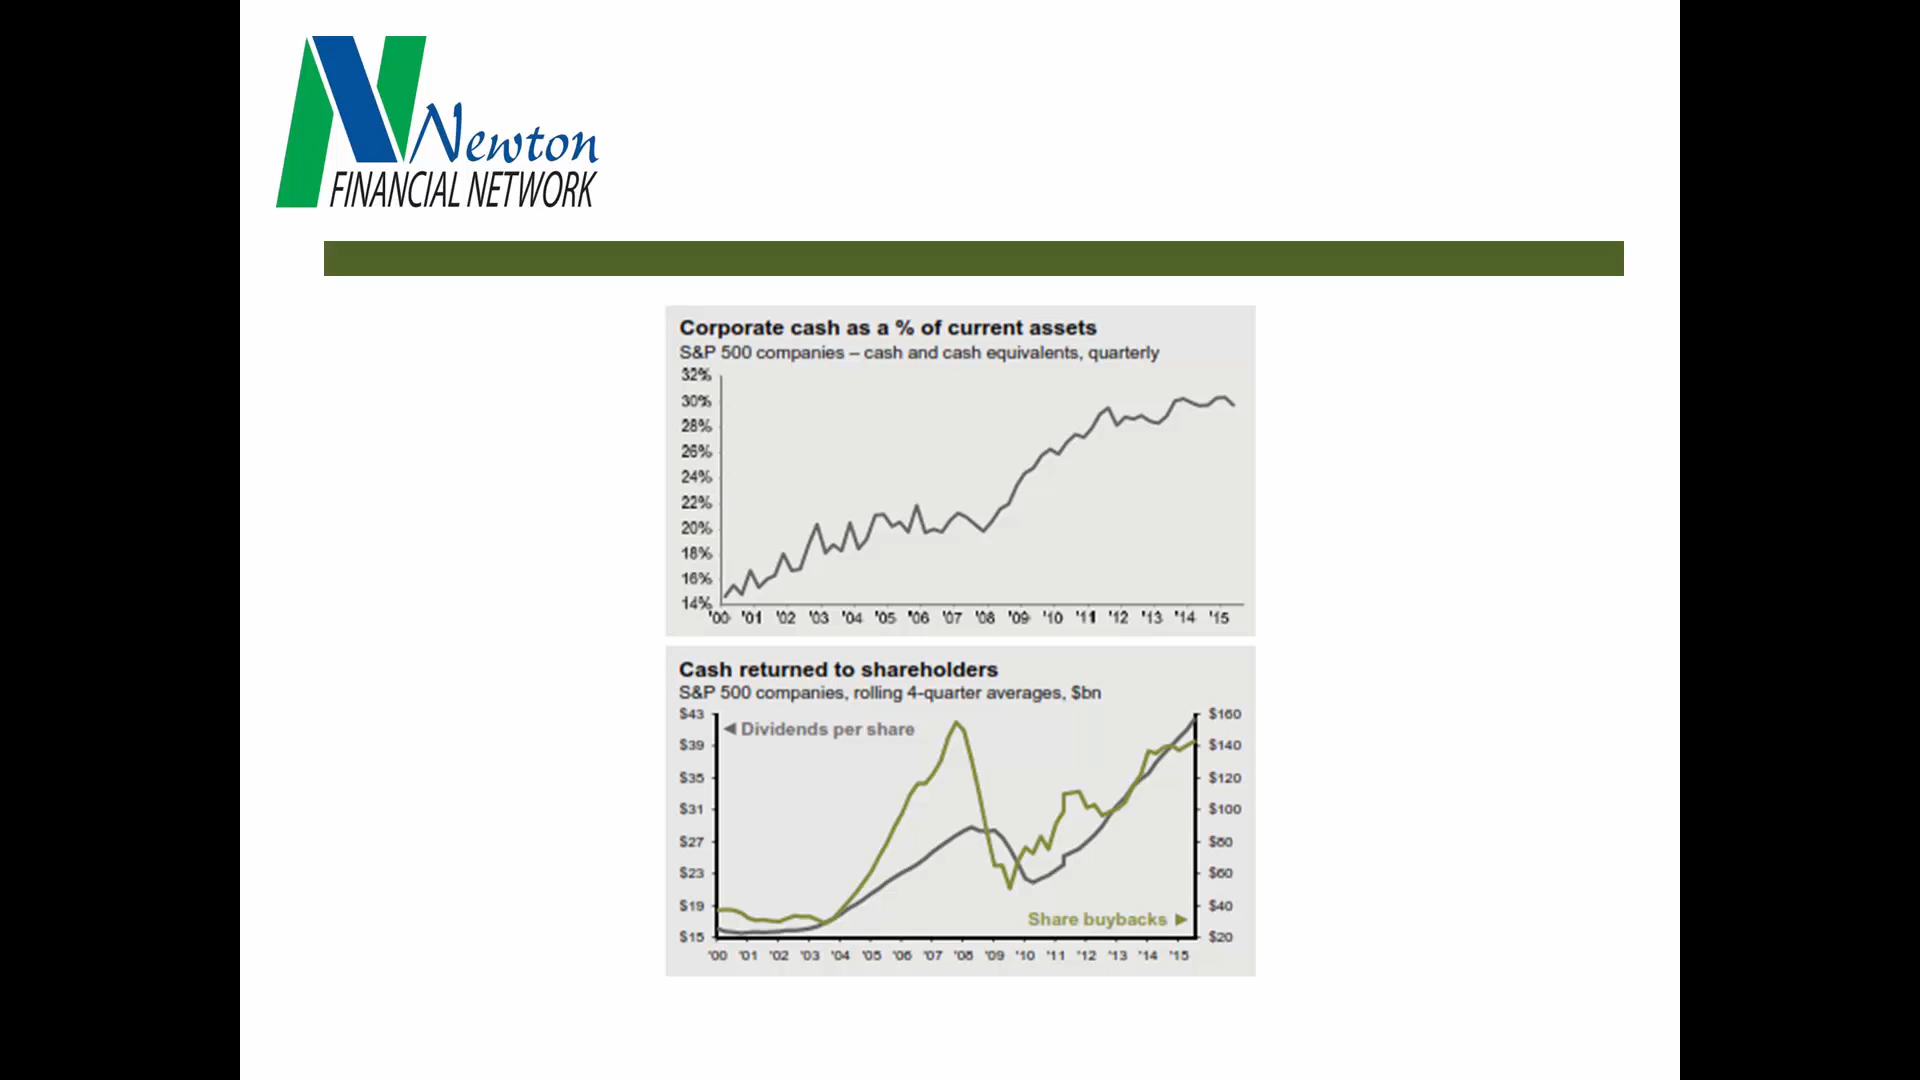 Newton
FINANCIAL NETWORK
Corporate cash as a % of current assets
S&P 500 companies – cash and cash equivalents, quarterly
32%
30%
28%
26%
24%
22%
20%
18%
16%
14%
'00 '01 '02 '03 '04 '05 '06 '07 '08 '09 '10 '11 '12 '13 '14 '15
Cash returned to shareholders
S&P 500 companies, rolling 4-quarter averages, $bn
$43 $160
◄ Dividends per share
$39 $140
$35 $120
$31 $100
$27 $80
$23 $60
$19 $40
Share buybacks ►
$15 $20
'00 '01 '02 '03 '04 '05 '06 '07 '08 '09 '10 '11 '12 '13 '14 '15